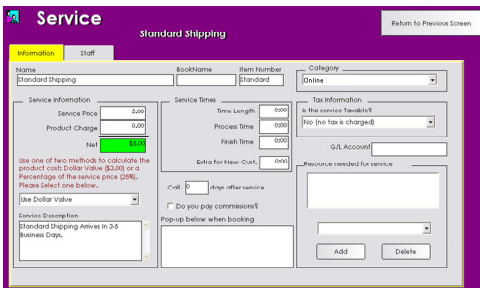 Service
Standard Shipping
Return to Previous Screen
Information
Staff
Name
BookName
Item Number
Standard Shipping
Standard
Category
Online
Service Information
Service Price
5.00
Product Charge
0.00
Net
$5.00
Use one of two methods to calculate the
product cost: Dollar Value ($3.00) or a
Percentage of the service price (25%).
Please Select one below.
Use Dollar Value
Service Description
Standard Shipping Arrives In 3-5
Business Days.
Service Times
Time Length
0:00
Process Time
0:00
Finish Time
0:00
Extra for New Cust.
0:00
Call
0
days after service
Do you pay commissions?
Pop-up below when booking
Tax Information
Is this service Taxable?
No (no tax is charged)
G/L Account
Resource needed for service
Add
Delete